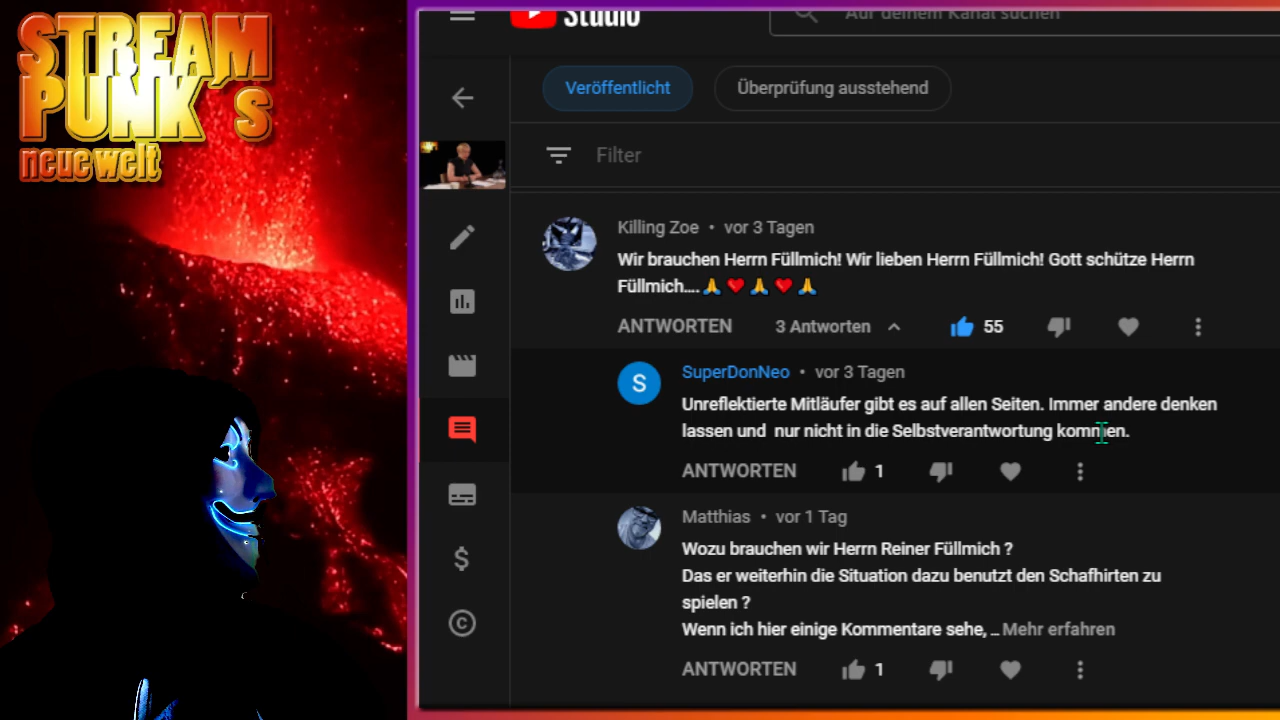 STREAM
PUNK´s
neue welt
Studio
Auf deinem Kanal suchen
Veröffentlicht
Überprüfung ausstehend
Filter
Killing Zoe • vor 3 Tagen
Wir brauchen Herrn Füllmich! Wir lieben Herrn Füllmich! Gott schütze Herrn
Füllmich....🙏❤️🙏❤️🙏
ANTWORTEN 3 Antworten 55
S
SuperDonNeo • vor 3 Tagen
Unreflektierte Mitläufer gibt es auf allen Seiten. Immer andere denken
lassen und nur nicht in die Selbstverantwortung kommen.
ANTWORTEN 1
Matthias • vor 1 Tag
Wozu brauchen wir Herrn Reiner Füllmich ?
Das er weiterhin die Situation dazu benutzt den Schafhirten zu
spielen ?
Wenn ich hier einige Kommentare sehe, ... Mehr erfahren
ANTWORTEN 1